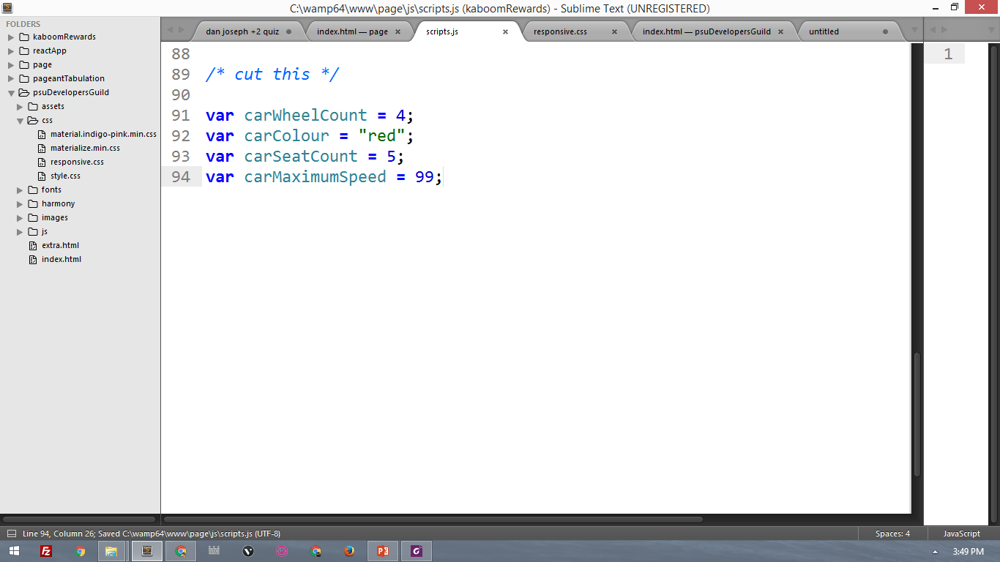 C:\wamp64\www\page\js\scripts.js (kaboomRewards) - Sublime Text (UNREGISTERED)
FOLDERS
kaboomRewards
reactApp
page
pageantTabulation
psuDevelopersGuild
assets
css
material.indigo-pink.min.css
materialize.min.css
responsive.css
style.css
fonts
harmony
images
js
extra.html
index.html
dan joseph +2 quiz
index.html — page
scripts.js
responsive.css
index.html — psuDevelopersGuild
untitled
88
89 /* cut this */
90
91 var carWheelCount = 4;
92 var carColour = "red";
93 var carSeatCount = 5;
94 var carMaximumSpeed = 99;
1
Line 94, Column 26; Saved C:\wamp64\www\page\js\scripts.js (UTF-8)
Spaces: 4
JavaScript
3:49 PM